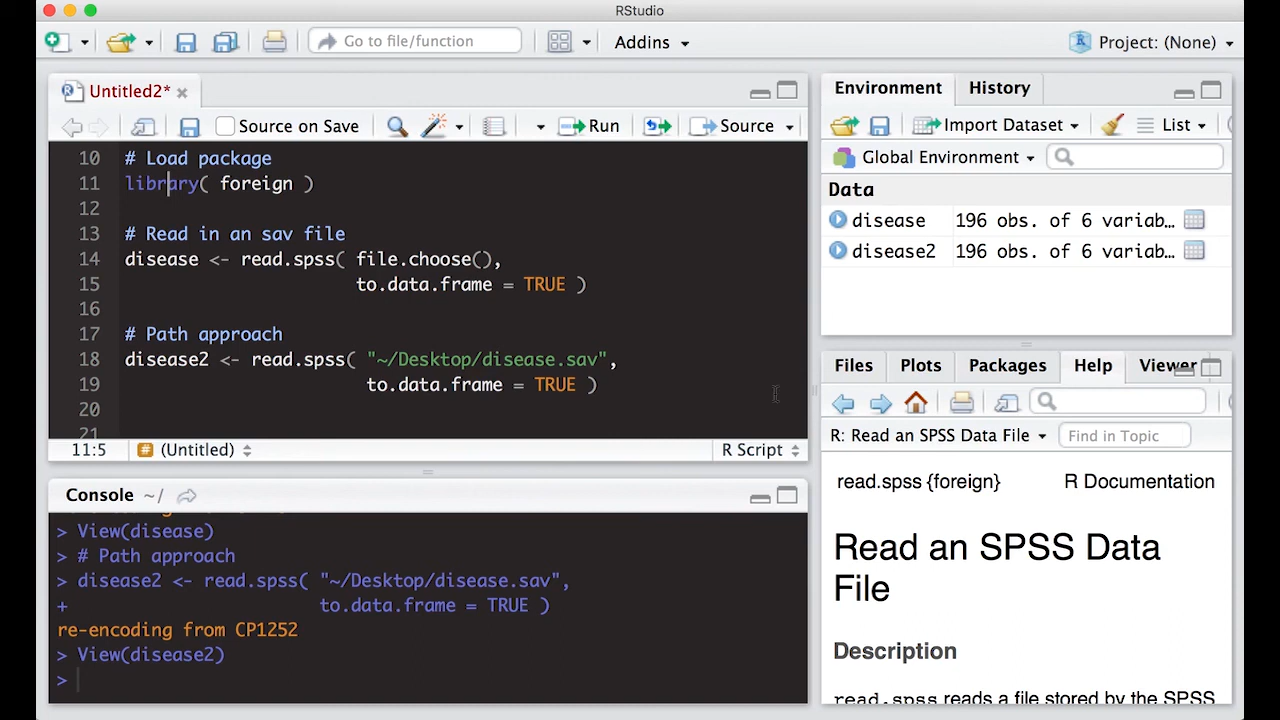 RStudio
Go to file/function
Addins
Project: (None)
Untitled2*
Source on Save
Run
Source
10 # Load package
11 library( foreign )
12
13 # Read in an sav file
14 disease <- read.spss( file.choose(),
15 to.data.frame = TRUE )
16
17 # Path approach
18 disease2 <- read.spss( "~/Desktop/disease.sav",
19 to.data.frame = TRUE )
20
21
11:5 # (Untitled) R Script
Console ~/
> View(disease)
> # Path approach
> disease2 <- read.spss( "~/Desktop/disease.sav",
+ to.data.frame = TRUE )
re-encoding from CP1252
> View(disease2)
>
Environment History
Import Dataset List
Global Environment
Data
disease 196 obs. of 6 variab…
disease2 196 obs. of 6 variab…
Files Plots Packages Help Viewer
R: Read an SPSS Data File Find in Topic
read.spss {foreign} R Documentation
Read an SPSS Data
File
Description
read.spss reads a file stored by the SPSS